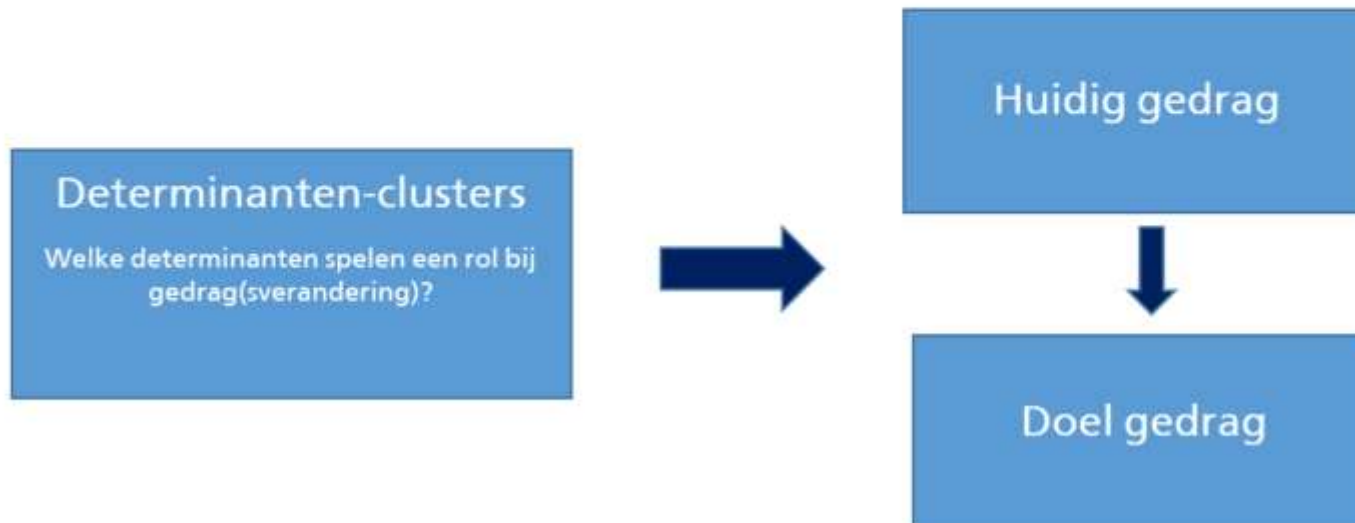 Determinanten-clusters
Welke determinanten spelen een rol bij
gedrag(sverandering)?
Huidig gedrag
Doel gedrag